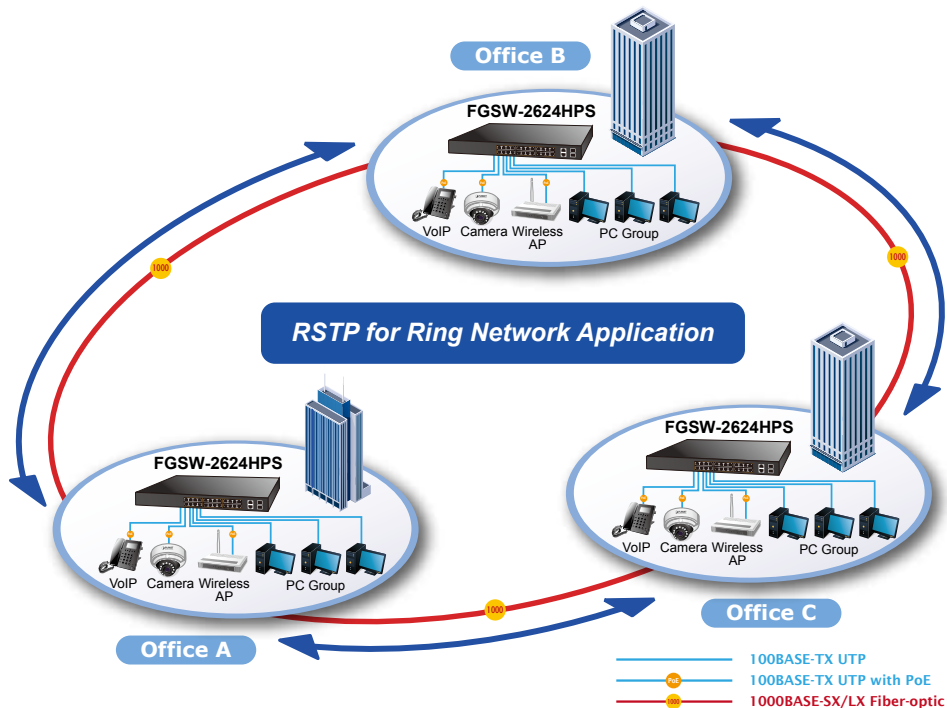 Office B
FGSW-2624HPS
VoIP Camera Wireless AP PC Group
1000
1000
RSTP for Ring Network Application
FGSW-2624HPS
VoIP Camera Wireless AP PC Group
Office A
FGSW-2624HPS
VoIP Camera Wireless AP PC Group
Office C
1000
100BASE-TX UTP
PoE 100BASE-TX UTP with PoE
1000 1000BASE-SX/LX Fiber-optic